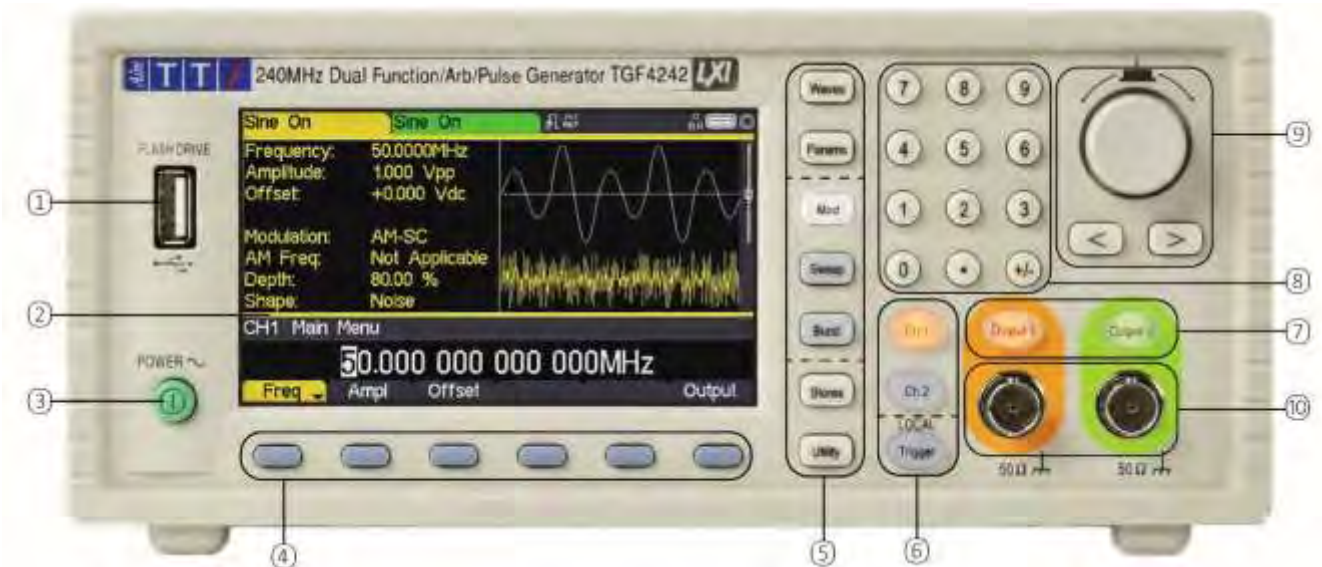 aim TTi 240MHz Dual Function/Arb/Pulse Generator TGF4242 LXI
FLASH DRIVE
POWER
Sine On Sine On
Frequency: 50.0000MHz
Amplitude: 1.000 Vpp
Offset: +0.000 Vdc
Modulation: AM-SC
AM Freq: Not Applicable
Depth: 80.00 %
Shape: Noise
CH1 Main Menu
50.000 000 000 000MHz
Freq Ampl Offset Output
Waves
Params
Mod
Sweep
Burst
Stores
Utility
7 8 9
4 5 6
1 2 3
0 • +/-
< >
Ch.1
Ch.2
LOCAL
Trigger
Output 1 Output 2
50Ω 50Ω
1
2
3
4
5
6
7
8
9
10